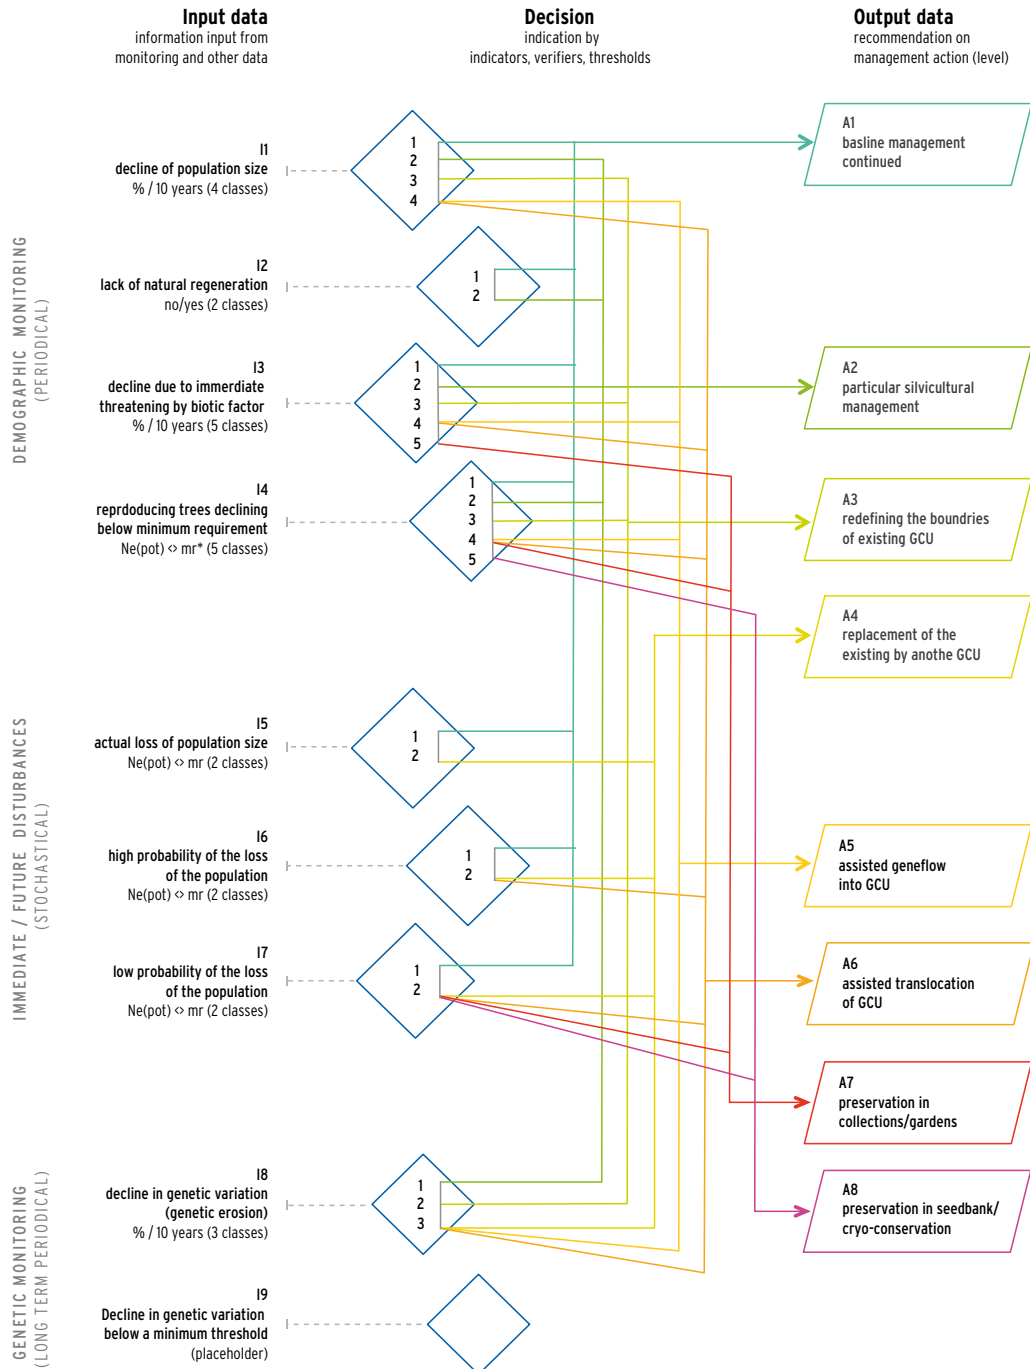 Input data
information input from
monitoring and other data
Decision
indication by
indicators, verifiers, thresholds
Output data
recommendation on
management action (level)
DEMOGRAPHIC MONITORING
(PERIODICAL)
I1
decline of population size
% / 10 years (4 classes)
1
2
3
4
A1
basline management
continued
I2
lack of natural regeneration
no/yes (2 classes)
1
2
I3
decline due to immerdiate
threatening by biotic factor
% / 10 years (5 classes)
1
2
3
4
5
A2
particular silvicultural
management
I4
reprdoducing trees declining
below minimum requirement
Ne(pot) <> mr* (5 classes)
1
2
3
4
5
A3
redefining the boundries
of existing GCU
A4
replacement of the
existing by anothe GCU
IMMEDIATE / FUTURE DISTURBANCES
(STOCHASTICAL)
I5
actual loss of population size
Ne(pot) <> mr (2 classes)
1
2
I6
high probability of the loss
of the population
Ne(pot) <> mr (2 classes)
1
2
A5
assisted geneflow
into GCU
I7
low probability of the loss
of the population
Ne(pot) <> mr (2 classes)
1
2
A6
assisted translocation
of GCU
A7
preservation in
collections/gardens
GENETIC MONITORING
(LONG TERM PERIODICAL)
I8
decline in genetic variation
(genetic erosion)
% / 10 years (3 classes)
1
2
3
A8
preservation in seedbank/
cryo-conservation
I9
Decline in genetic variation
below a minimum threshold
(placeholder)